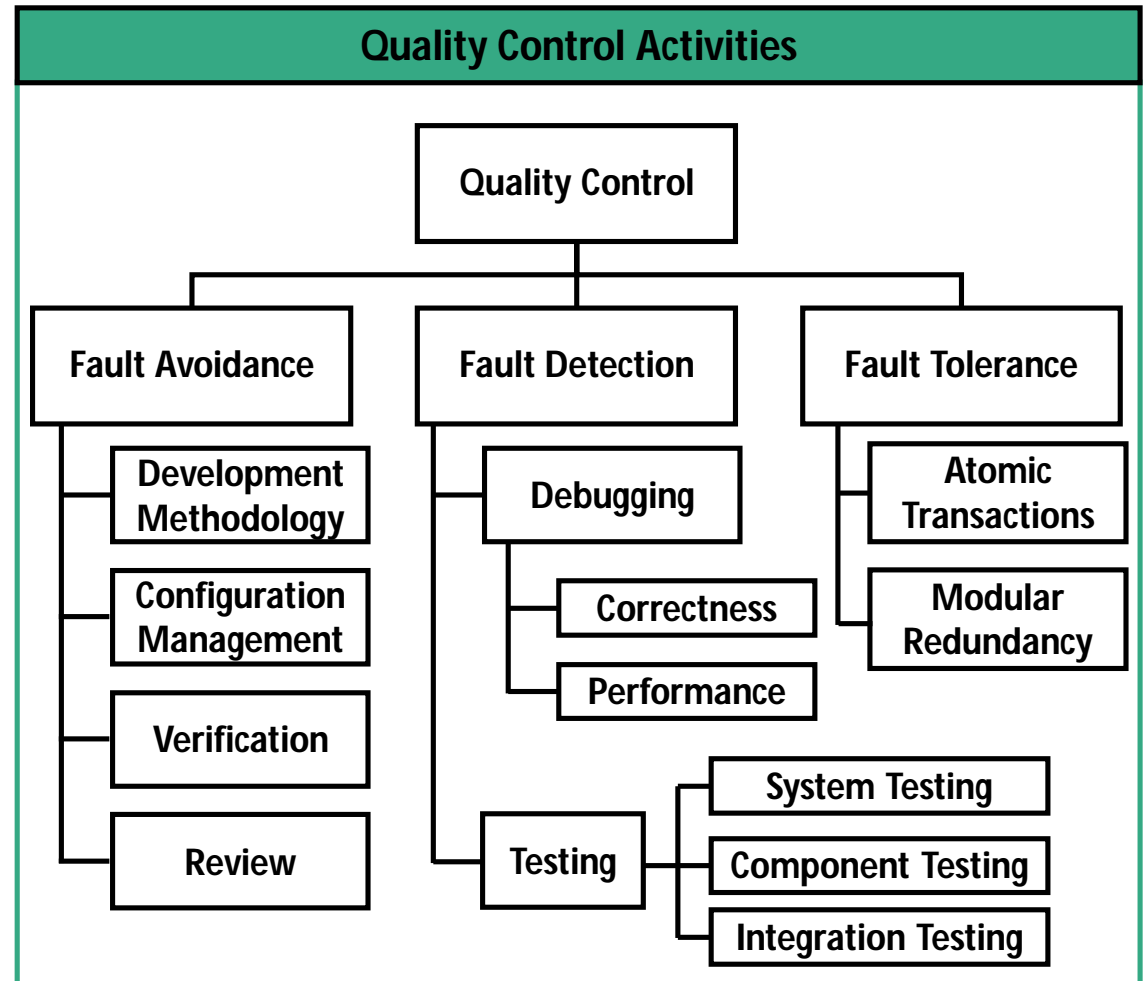 Quality Control Activities
Quality Control
Fault Avoidance
Fault Detection
Fault Tolerance
Development
Methodology
Configuration
Management
Verification
Review
Debugging
Correctness
Performance
Testing
System Testing
Component Testing
Integration Testing
Atomic
Transactions
Modular
Redundancy